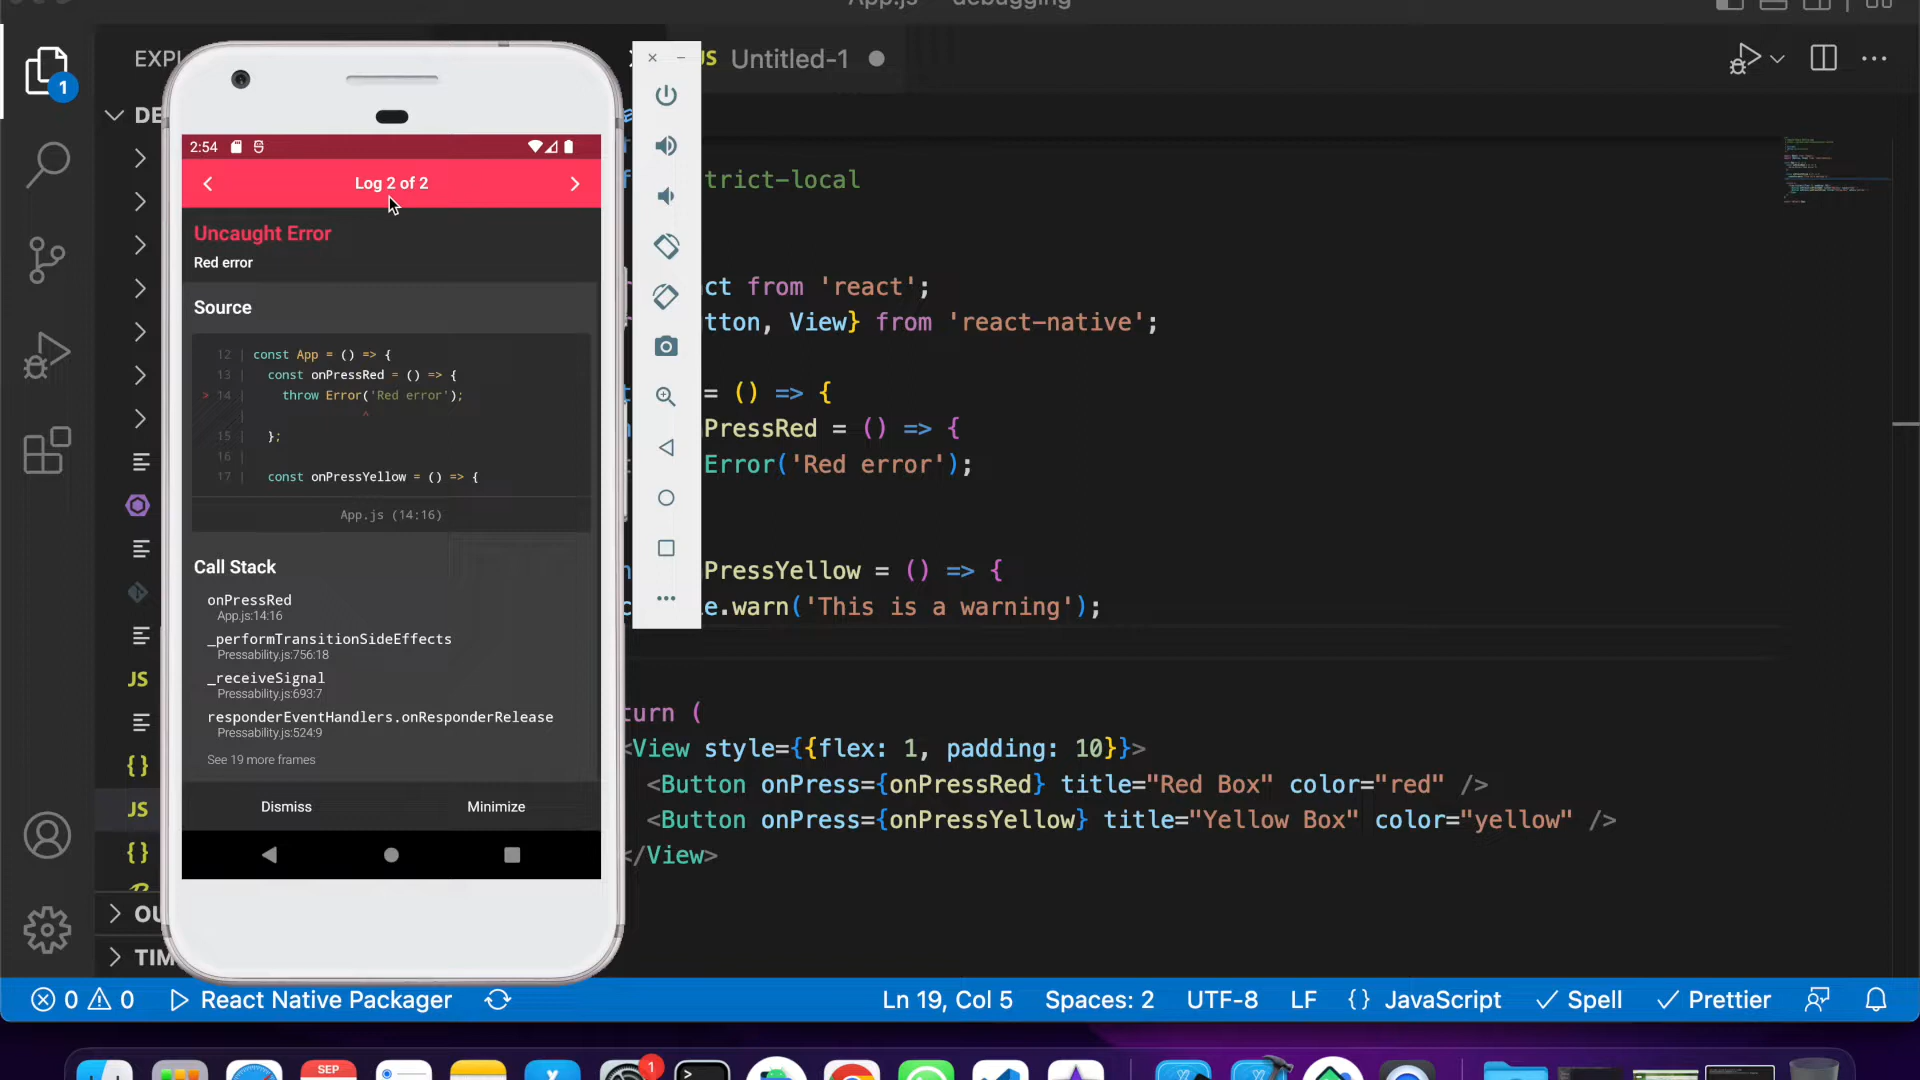 App.js — debugging
EXPL
JS Untitled-1
1
DE
2:54
Log 2 of 2
Uncaught Error
Red error
Source
12 | const App = () => {
13 | const onPressRed = () => {
> 14 | throw Error('Red error');
| ^
15 | };
16 |
17 | const onPressYellow = () => {
App.js (14:16)
Call Stack
onPressRed
App.js:14:16
_performTransitionSideEffects
Pressability.js:756:18
_receiveSignal
Pressability.js:693:7
responderEventHandlers.onResponderRelease
Pressability.js:524:9
See 19 more frames
Dismiss Minimize
trict-local
ct from 'react';
tton, View} from 'react-native';
= () => {
PressRed = () => {
Error('Red error');
PressYellow = () => {
e.warn('This is a warning');
turn (
<View style={{flex: 1, padding: 10}}>
<Button onPress={onPressRed} title="Red Box" color="red" />
<Button onPress={onPressYellow} title="Yellow Box" color="yellow" />
</View>
JS
{}
JS
{}
OU
TIM
0 0 React Native Packager Ln 19, Col 5 Spaces: 2 UTF-8 LF {} JavaScript Spell Prettier
SEP
1